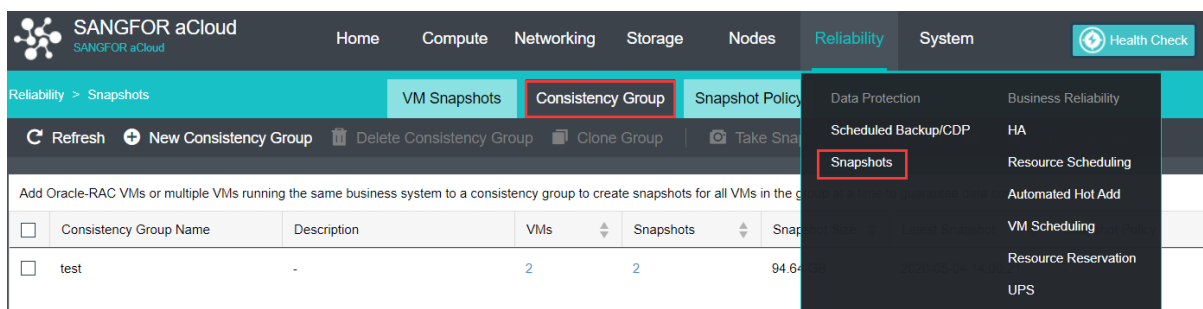 SANGFOR aCloud
SANGFOR aCloud
Home Compute Networking Storage Nodes Reliability System Health Check
Reliability > Snapshots
VM Snapshots Consistency Group Snapshot Policy
Data Protection Business Reliability
Refresh New Consistency Group Delete Consistency Group Clone Group Take
Scheduled Backup/CDP HA
Snapshots Resource Scheduling
Add Oracle-RAC VMs or multiple VMs running the same business system to a consistency group to create snapshots for all VMs in the
Automated Hot Add
Consistency Group Name Description VMs Snapshots
VM Scheduling
test - 2 2
Resource Reservation
UPS